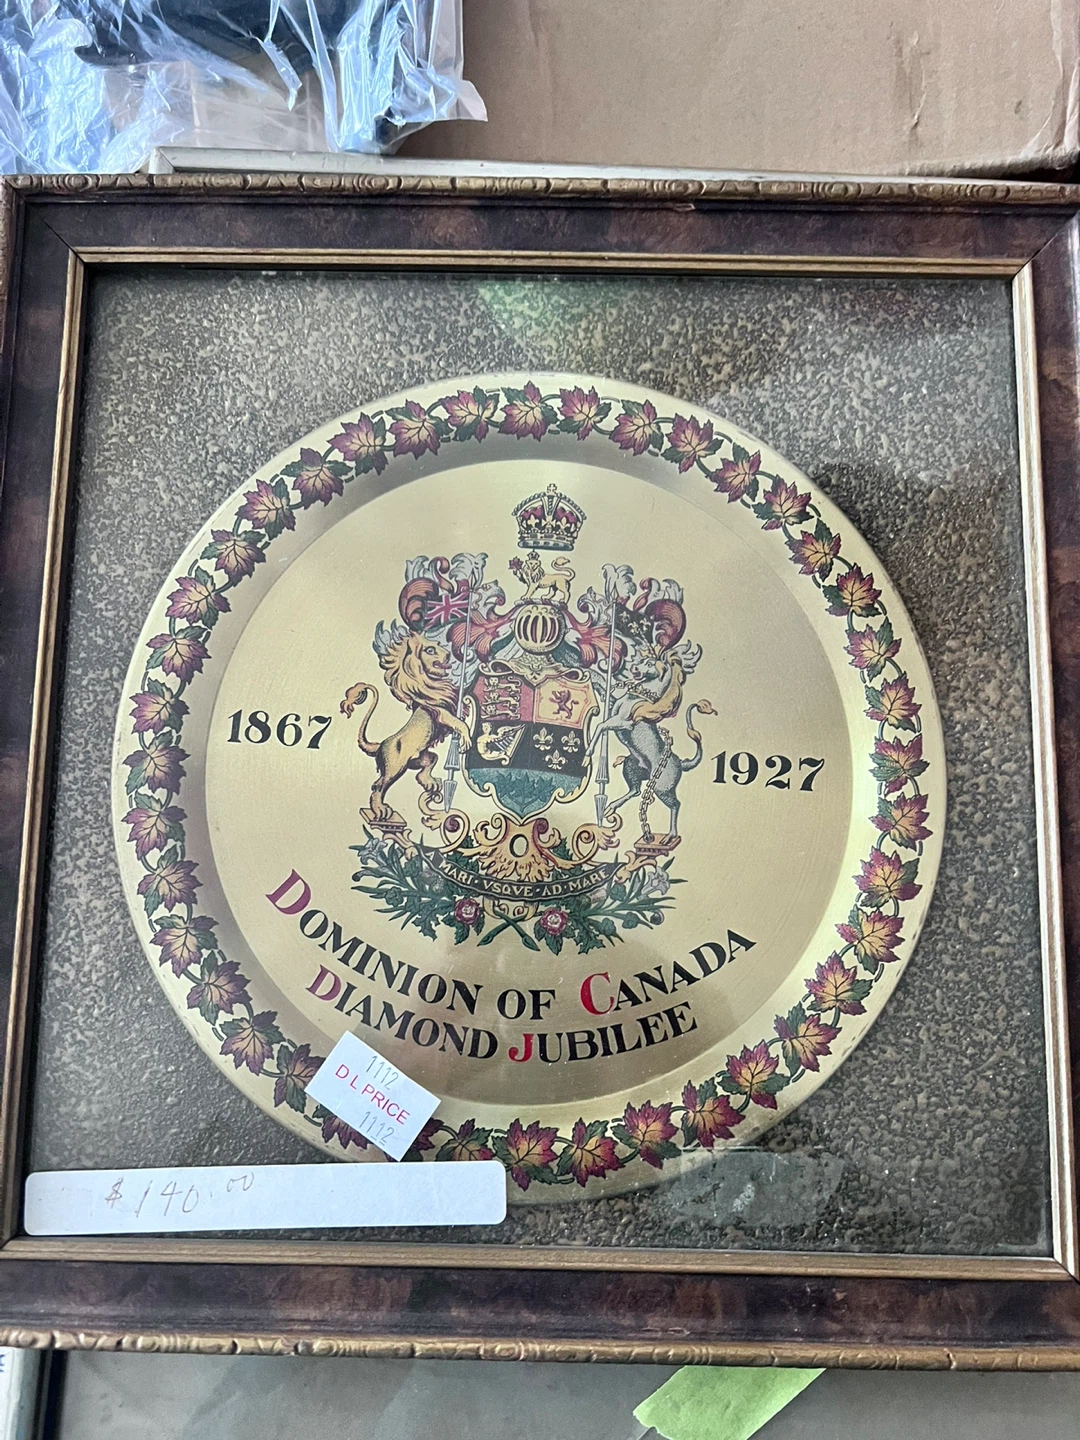 1867
1927
MARI · VSQVE · AD · MARE
DOMINION OF CANADA
DIAMOND JUBILEE
1112
D L PRICE
1112
$140.00